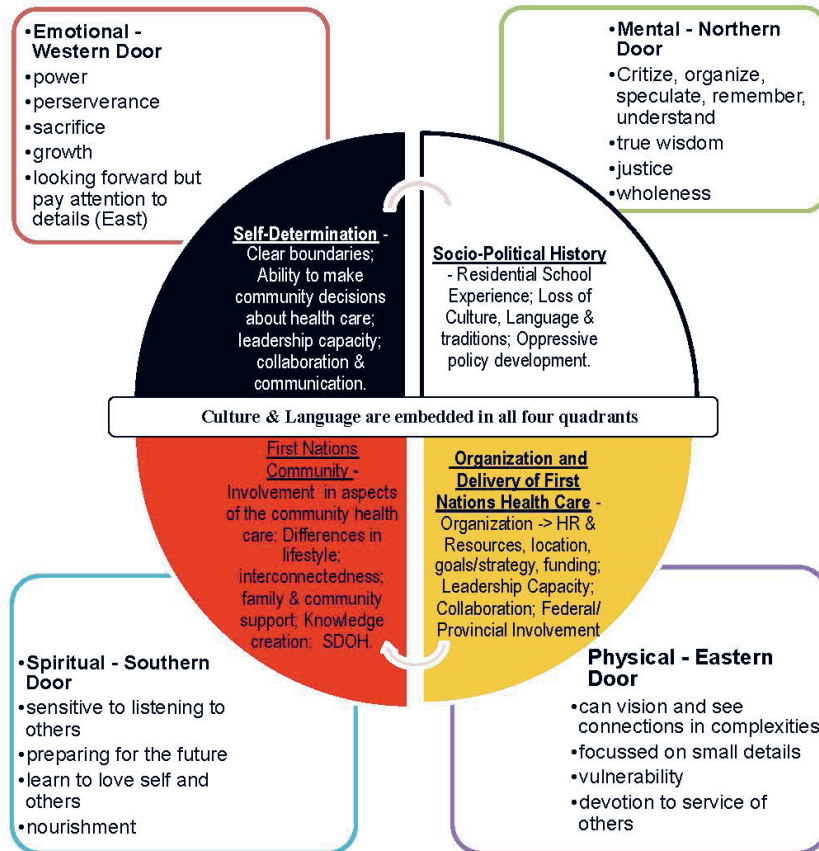 •Emotional -
Western Door
•power
•perserverance
•sacrifice
•growth
•looking forward but
pay attention to
details (East)
•Mental - Northern
Door
•Critize, organize,
speculate, remember,
understand
•true wisdom
•justice
•wholeness
Self-Determination -
Clear boundaries;
Ability to make
community decisions
about health care;
leadership capacity;
collaboration &
communication.
Socio-Political History
- Residential School
Experience; Loss of
Culture, Language &
traditions; Oppressive
policy development.
Culture & Language are embedded in all four quadrants
First Nations
Community -
Involvement in aspects
of the community health
care; Differences in
lifestyle;
interconnectedness;
family & community
support; Knowledge
creation; SDOH.
Organization and
Delivery of First
Nations Health Care -
Organization -> HR &
Resources, location,
goals/strategy, funding;
Leadership Capacity;
Collaboration; Federal/
Provincial Involvement
•Spiritual - Southern
Door
•sensitive to listening to
others
•preparing for the future
•learn to love self and
others
•nourishment
Physical - Eastern
Door
•can vision and see
connections in complexities
•focussed on small details
•vulnerability
•devotion to service of
others